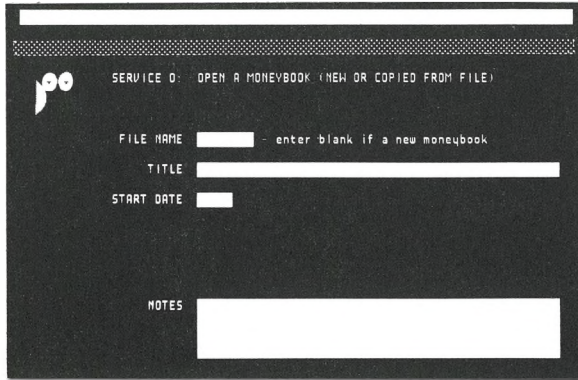 SERVICE O: OPEN A MONEYBOOK (NEW OR COPIED FROM FILE)
FILE NAME - enter blank if a new moneybook
TITLE
START DATE
NOTES